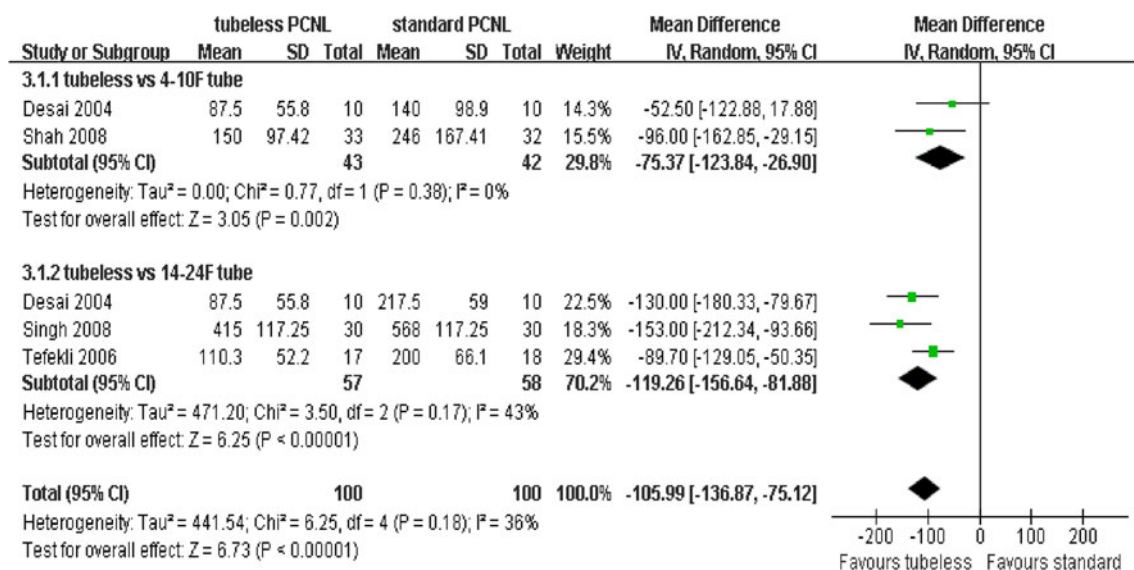 tubeless PCNL standard PCNL Mean Difference Mean Difference
Study or Subgroup Mean SD Total Mean SD Total Weight IV, Random, 95% CI IV, Random, 95% CI
3.1.1 tubeless vs 4-10F tube
Desai 2004 87.5 55.8 10 140 98.9 10 14.3% -52.50 [-122.88, 17.88]
Shah 2008 150 97.42 33 246 167.41 32 15.5% -96.00 [-162.85, -29.15]
Subtotal (95% CI) 43 42 29.8% -75.37 [-123.84, -26.90]
Heterogeneity: Tau² = 0.00; Chi² = 0.77, df = 1 (P = 0.38); I² = 0%
Test for overall effect: Z = 3.05 (P = 0.002)
3.1.2 tubeless vs 14-24F tube
Desai 2004 87.5 55.8 10 217.5 59 10 22.5% -130.00 [-180.33, -79.67]
Singh 2008 415 117.25 30 568 117.25 30 18.3% -153.00 [-212.34, -93.66]
Tefekli 2006 110.3 52.2 17 200 66.1 18 29.4% -89.70 [-129.05, -50.35]
Subtotal (95% CI) 57 58 70.2% -119.26 [-156.64, -81.88]
Heterogeneity: Tau² = 471.20; Chi² = 3.50, df = 2 (P = 0.17); I² = 43%
Test for overall effect: Z = 6.25 (P < 0.00001)
Total (95% CI) 100 100 100.0% -105.99 [-136.87, -75.12]
Heterogeneity: Tau² = 441.54; Chi² = 6.25, df = 4 (P = 0.18); I² = 36%
Test for overall effect: Z = 6.73 (P < 0.00001)
-200 -100 0 100 200
Favours tubeless Favours standard